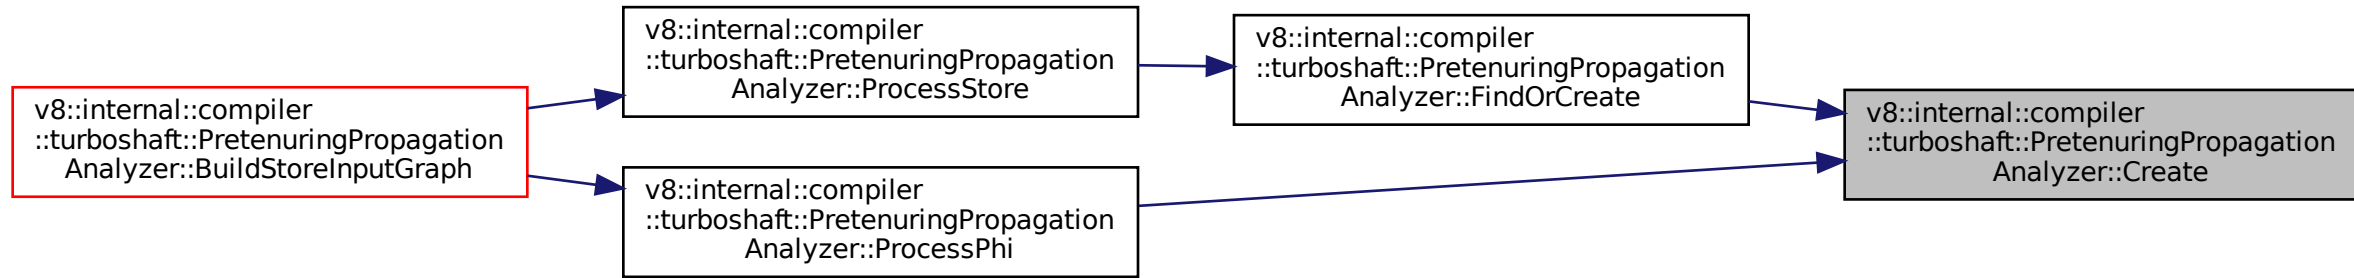 v8::internal::compiler
::turboshaft::PretenuringPropagation
Analyzer::BuildStoreInputGraph
v8::internal::compiler
::turboshaft::PretenuringPropagation
Analyzer::ProcessStore
v8::internal::compiler
::turboshaft::PretenuringPropagation
Analyzer::ProcessPhi
v8::internal::compiler
::turboshaft::PretenuringPropagation
Analyzer::FindOrCreate
v8::internal::compiler
::turboshaft::PretenuringPropagation
Analyzer::Create